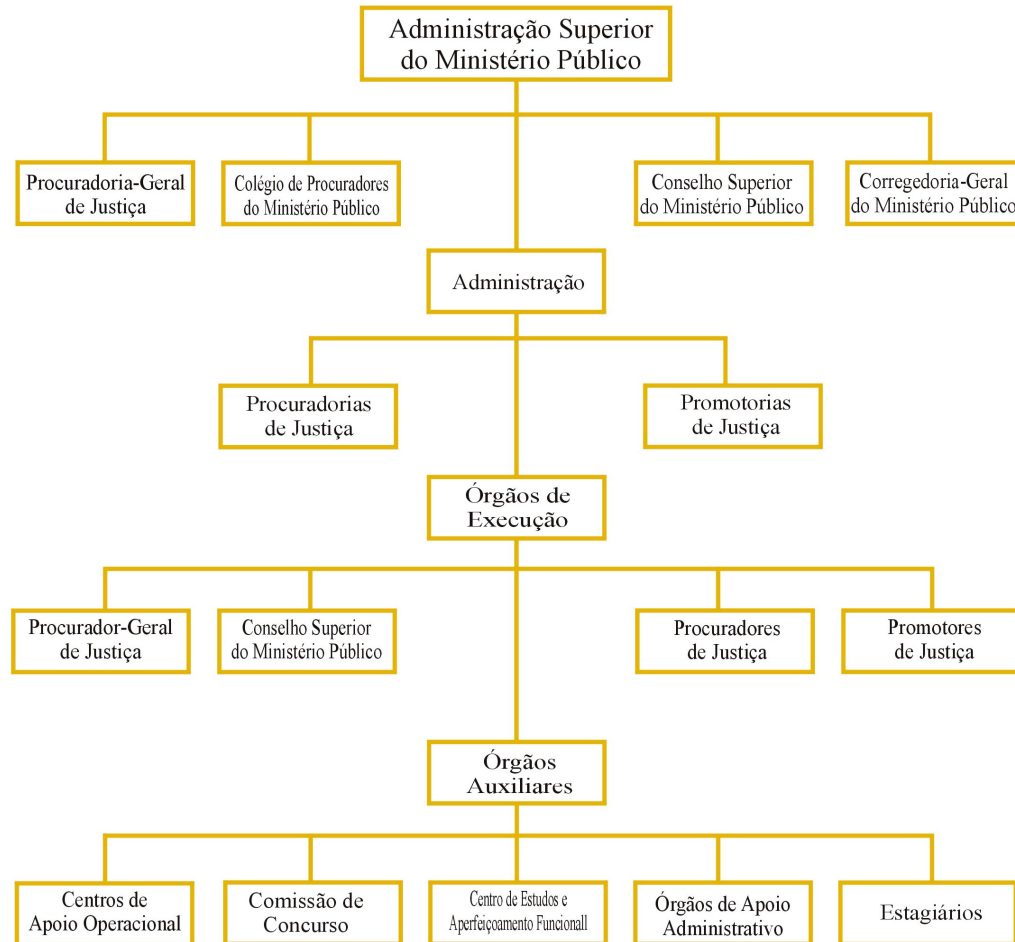 Administração Superior
do Ministério Público
Procuradoria-Geral
de Justiça
Colégio de Procuradores
do Ministério Público
Conselho Superior
do Ministério Público
Corregedoria-Geral
do Ministério Público
Administração
Procuradorias
de Justiça
Promotorias
de Justiça
Órgãos de
Execução
Procurador-Geral
de Justiça
Conselho Superior
do Ministério Público
Procuradores
de Justiça
Promotores
de Justiça
Órgãos
Auxiliares
Centros de
Apoio Operacional
Comissão de
Concurso
Centro de Estudos e
Aperfeiçoamento Funcionall
Órgãos de Apoio
Administrativo
Estagiários